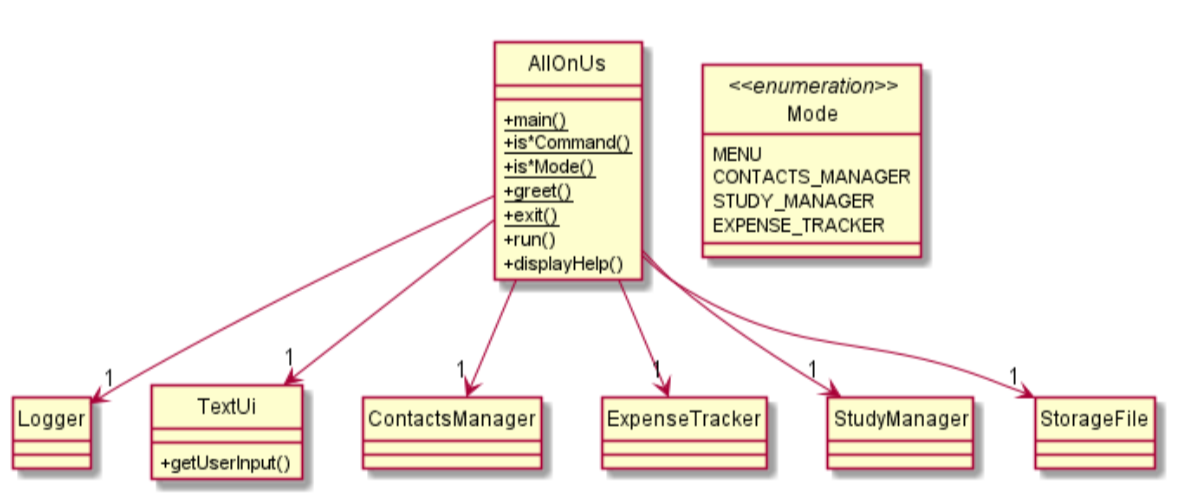 AllOnUs
+main()
+is*Command()
+is*Mode()
+greet()
+exit()
+run()
+displayHelp()
<<enumeration>>
Mode
MENU
CONTACTS_MANAGER
STUDY_MANAGER
EXPENSE_TRACKER
1
1
1
1
1
1
Logger
TextUi
+getUserInput()
ContactsManager
ExpenseTracker
StudyManager
StorageFile